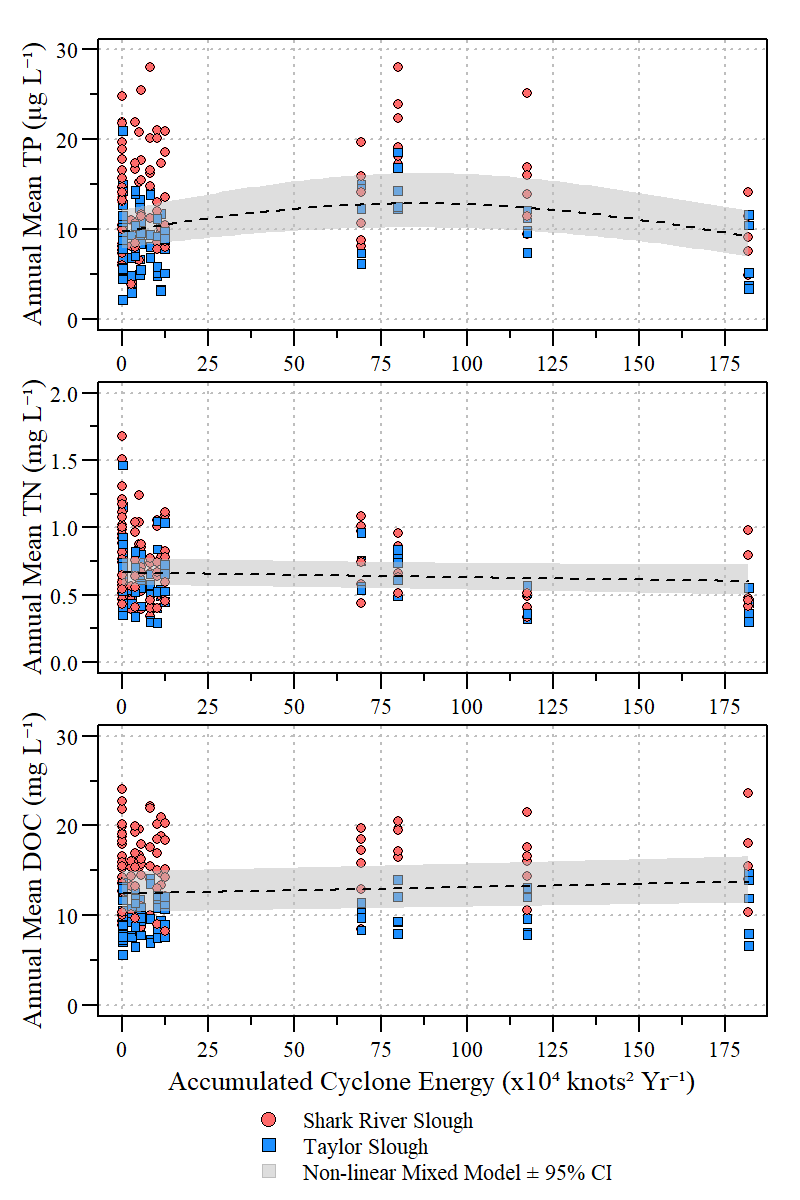 Annual Mean TP (µg L⁻¹)
30
20
10
0
0 25 50 75 100 125 150 175
Annual Mean TN (mg L⁻¹)
2.0
1.5
1.0
0.5
0.0
0 25 50 75 100 125 150 175
Annual Mean DOC (mg L⁻¹)
30
20
10
0
0 25 50 75 100 125 150 175
Accumulated Cyclone Energy (x10⁴ knots² Yr⁻¹)
Shark River Slough
Taylor Slough
Non-linear Mixed Model ± 95% CI